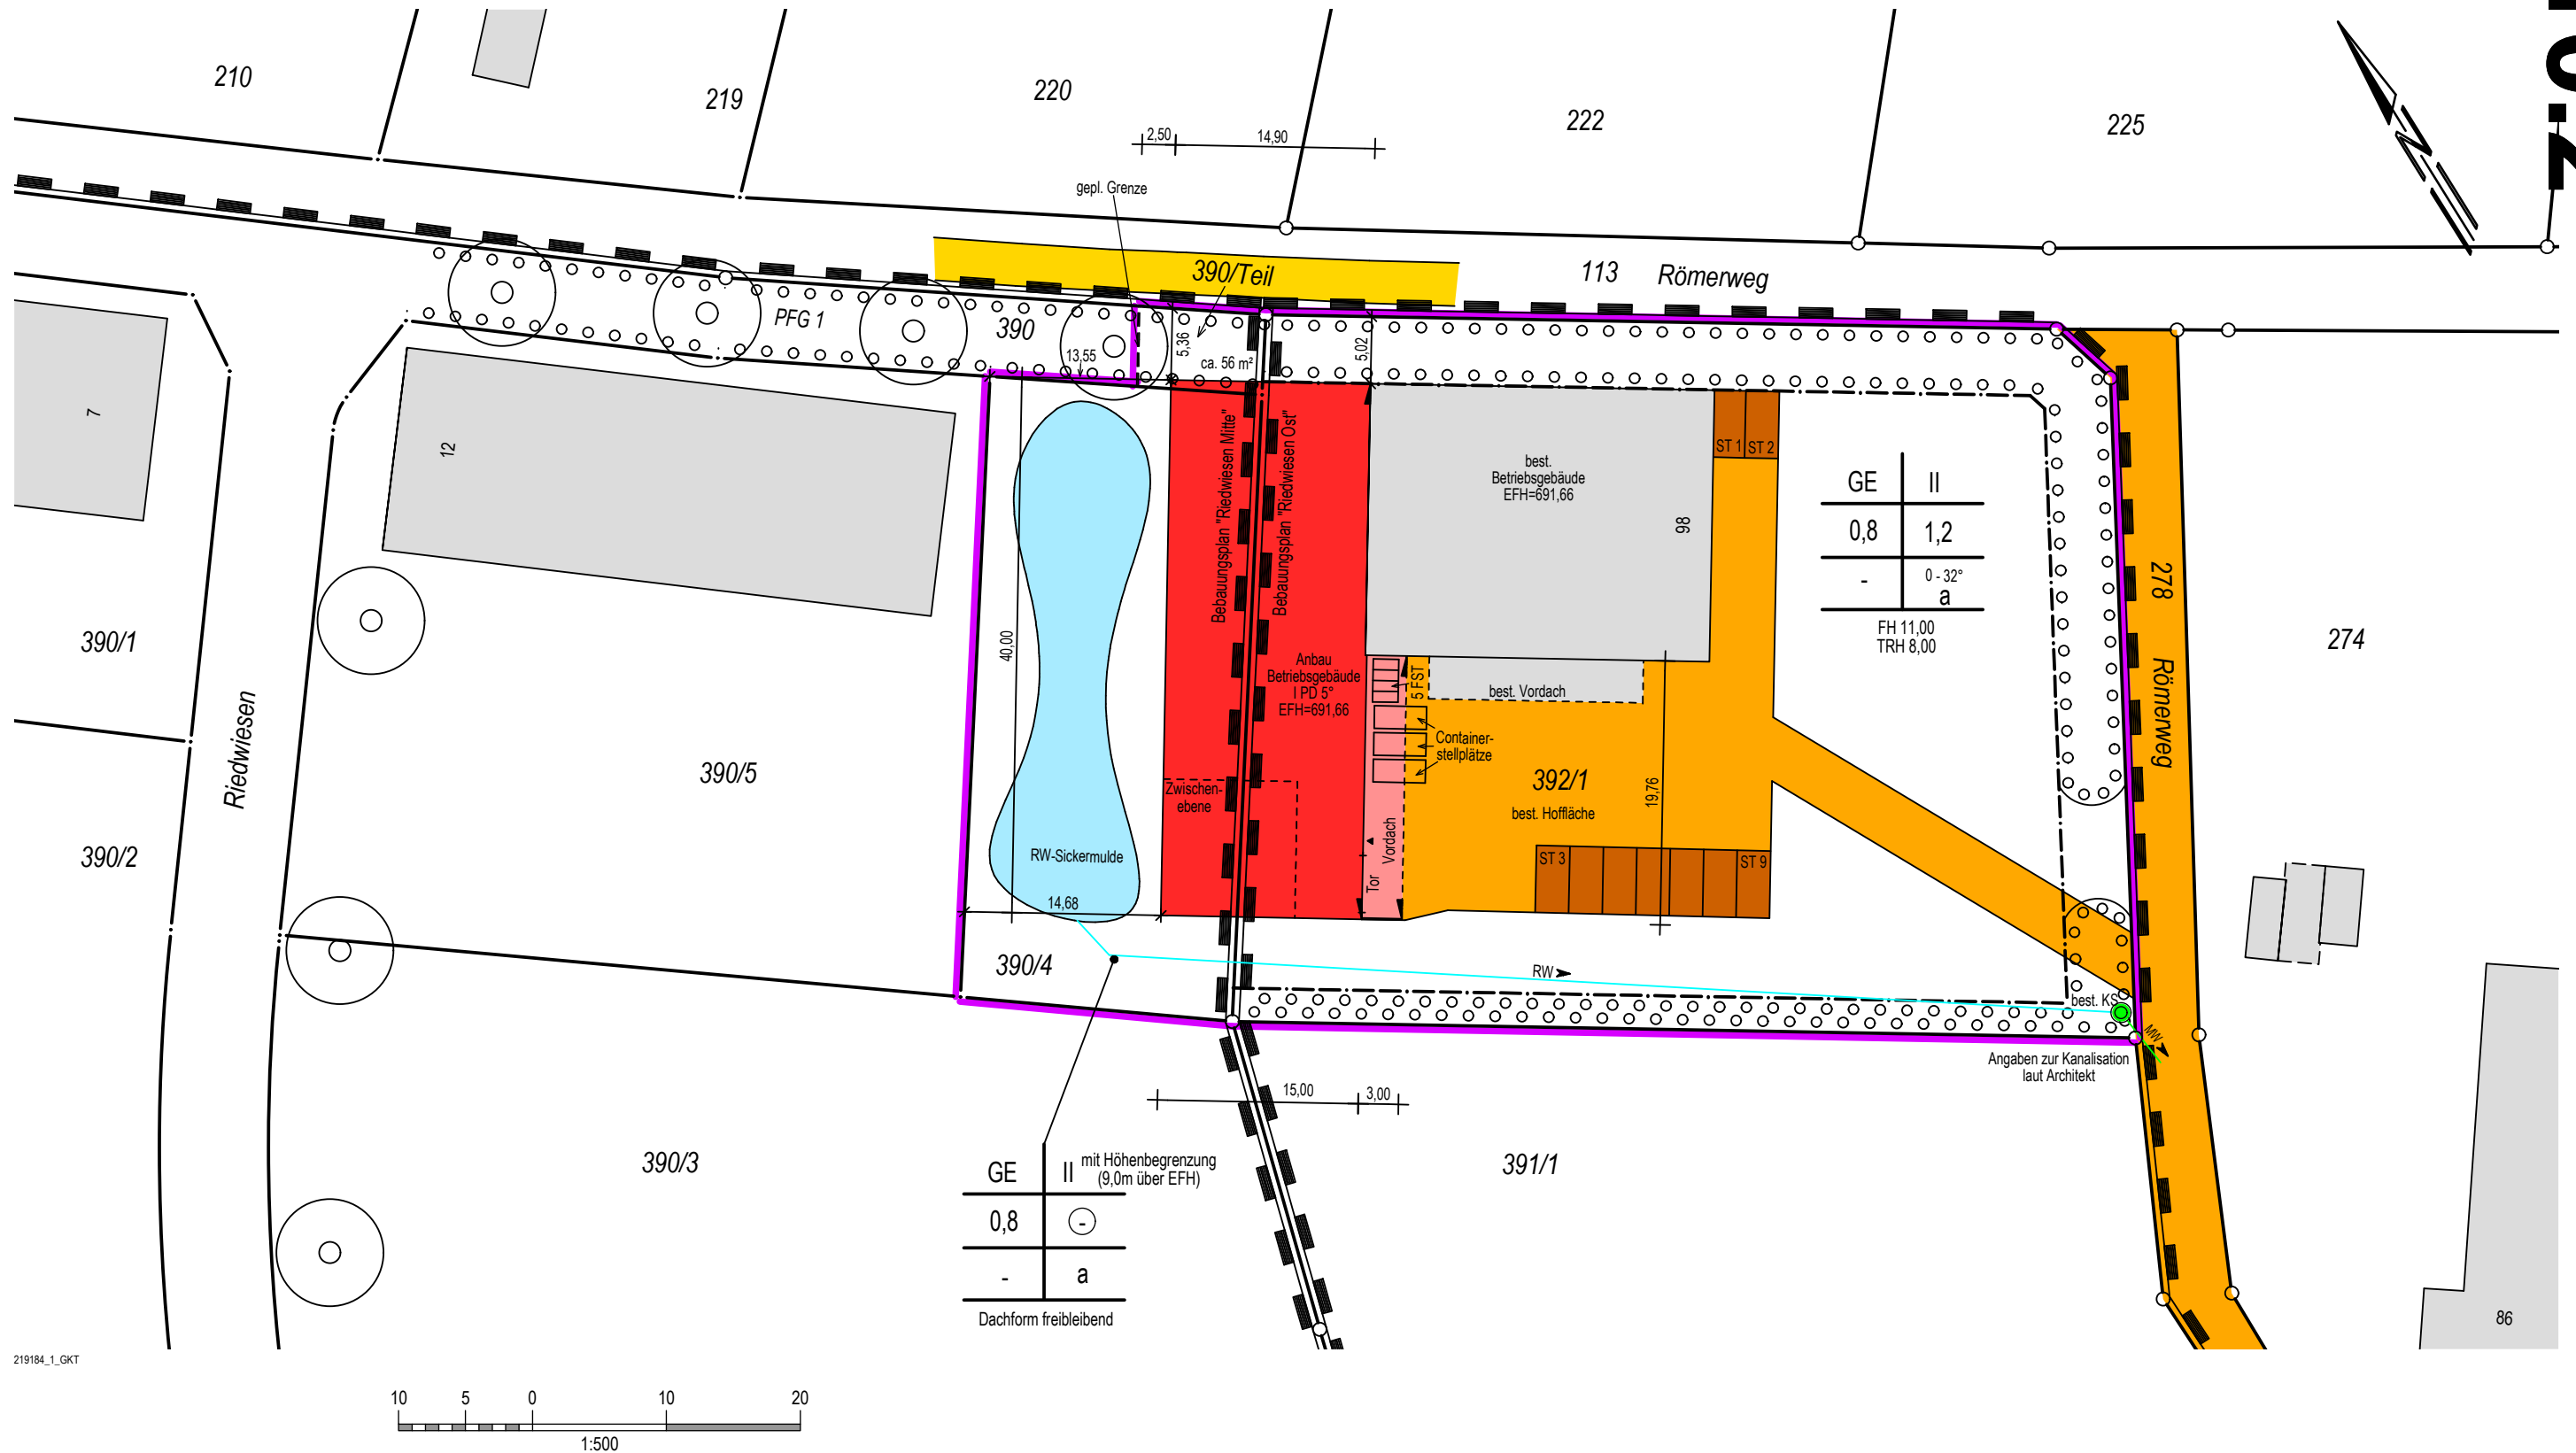 210
219
220
222
225
2,50
14,90
gepl. Grenze
390/Teil
113
Römerweg
PFG 1
390
13,55
5,36
ca. 56 m²
5,02
7
12
Bebauungsplan "Riedwiesen Mitte"
Bebauungsplan "Riedwiesen Ost"
best.
Betriebsgebäude
EFH=691,66
98
ST 1
ST 2
GE
II
0,8
1,2
-
0 - 32°
a
FH 11,00
TRH 8,00
278
Römerweg
274
390/1
Riedwiesen
40,00
Anbau
Betriebsgebäude
I PD 5°
EFH=691,66
5 FST
best. Vordach
Container-
stellplätze
390/5
Zwischen-
ebene
392/1
best. Hoffläche
19,76
390/2
RW-Sickermulde
Tor
Vordach
ST 3
ST 9
14,68
390/4
RW
best. KS
MW
Angaben zur Kanalisation
laut Architekt
15,00
3,00
390/3
391/1
GE
II
mit Höhenbegrenzung
(9,0m über EFH)
0,8
-
-
a
Dachform freibleibend
86
219184_1_GKT
10
5
0
10
20
1:500